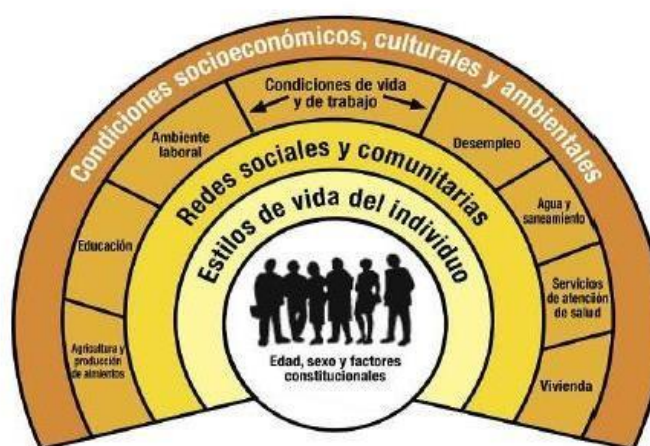 Condiciones socioeconómicos, culturales y ambientales
Condiciones de vida
y de trabajo
Ambiente
laboral
Desempleo
Redes sociales y comunitarias
Agua y
saneamiento
Estilos de vida del individuo
Educación
Servicios
de atención
de salud
Agricultura y
producción
de alimentos
Edad, sexo y factores
constitucionales
Vivienda